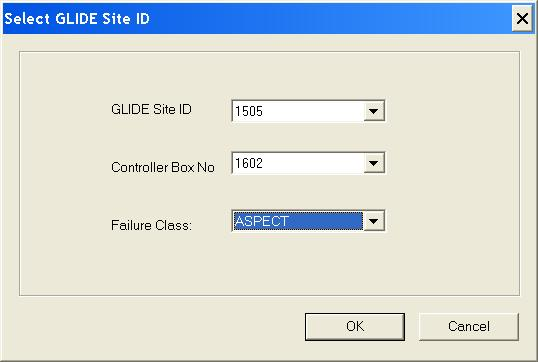 Select GLIDE Site ID
GLIDE Site ID 1505
Controller Box No 1602
Failure Class: ASPECT
OK Cancel